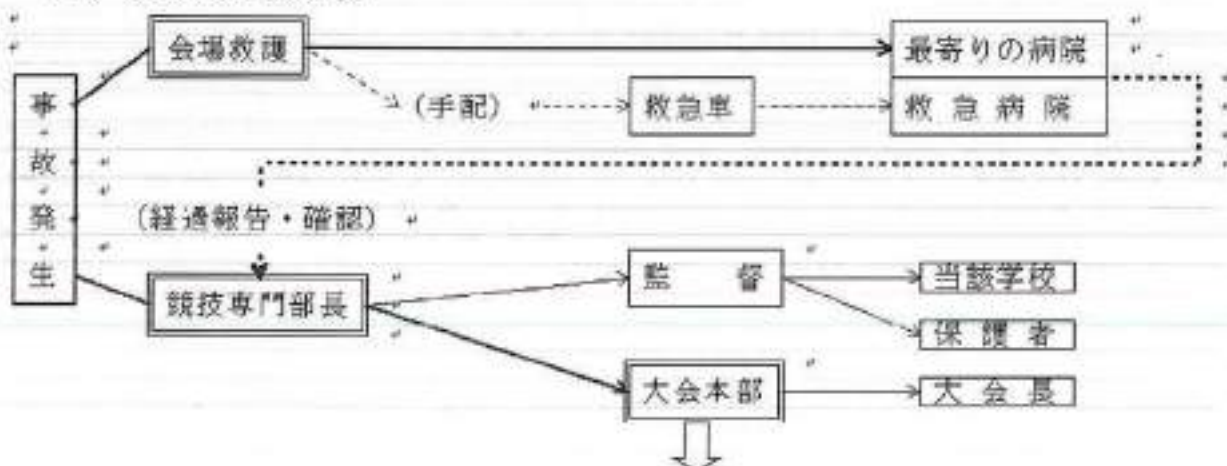 会場救護
最寄りの病院
事故発生
(手配)
救急車
救急病院
(経過報告・確認)
監督
当該学校
競技専門部長
保護者
大会本部
大会長